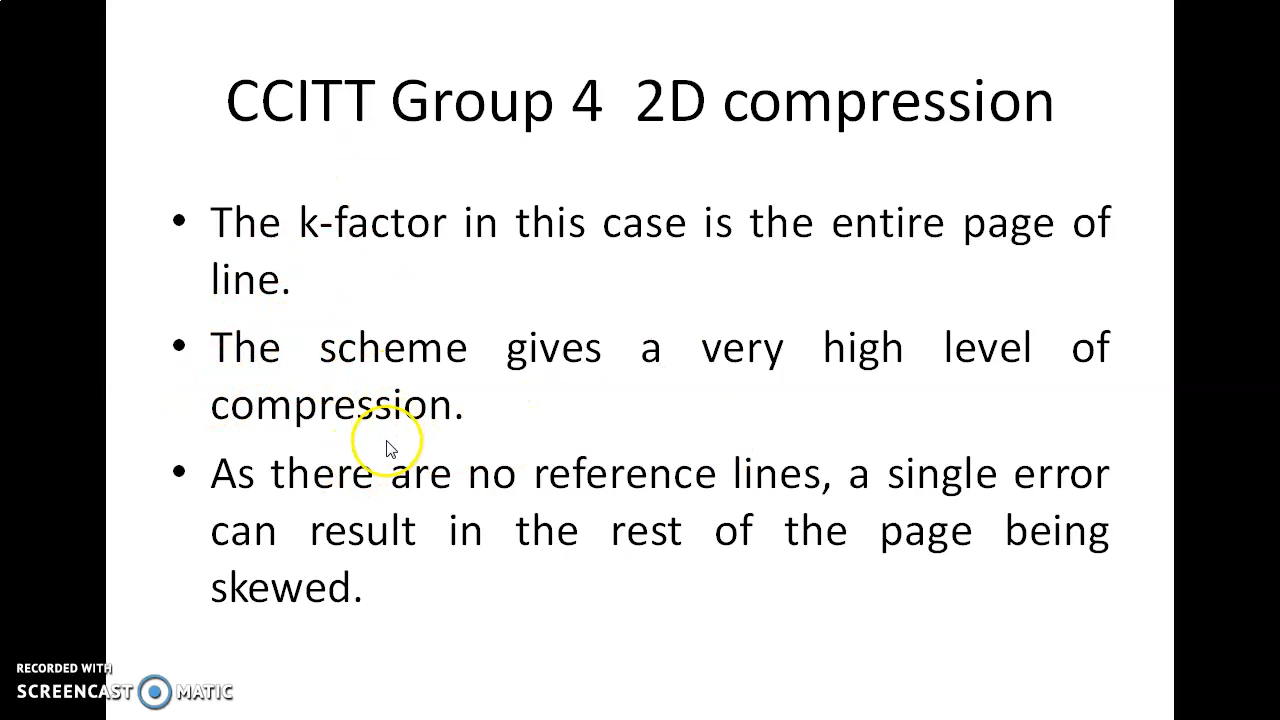 CCITT Group 4 2D compression
• The k-factor in this case is the entire page of
line.
• The scheme gives a very high level of
compression.
• As there are no reference lines, a single error
can result in the rest of the page being
skewed.
RECORDED WITH
SCREENCAST MATIC